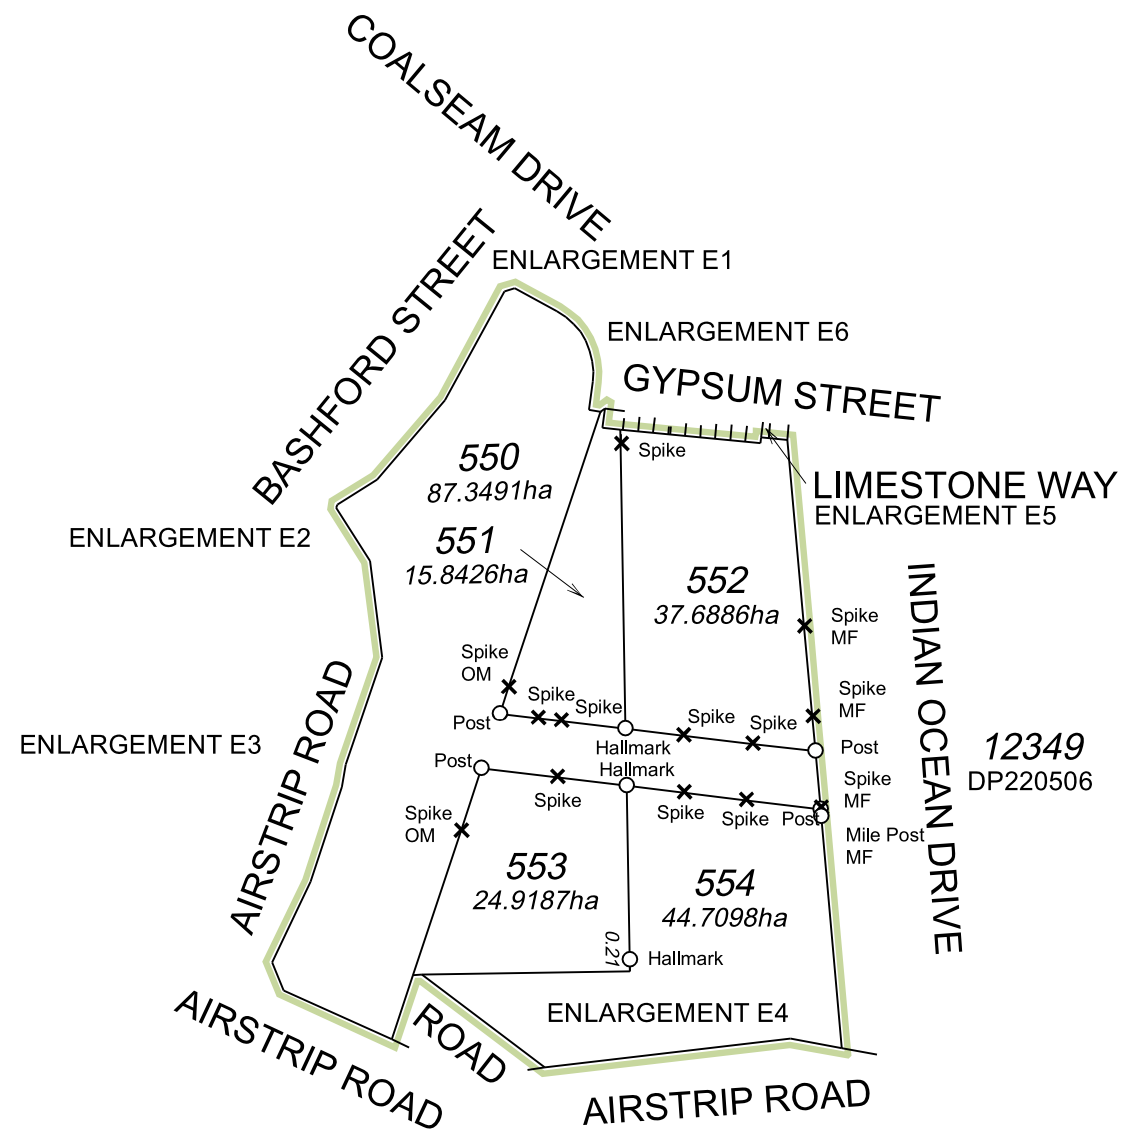 COALSEAM DRIVE
BASHFORD STREET
ENLARGEMENT E1
ENLARGEMENT E6
GYPSUM STREET
550
87.3491ha
Spike
LIMESTONE WAY
ENLARGEMENT E5
ENLARGEMENT E2
551
15.8426ha
552
37.6886ha
INDIAN OCEAN DRIVE
Spike
MF
Spike
OM
Spike
Spike
Post
Spike
Spike
Spike
MF
Hallmark
Post
ENLARGEMENT E3
AIRSTRIP ROAD
12349
DP220506
Post
Hallmark
Spike
Spike
Spike
Post
Spike
MF
Spike
OM
Mile Post
MF
553
24.9187ha
554
44.7098ha
0.21
Hallmark
ENLARGEMENT E4
AIRSTRIP ROAD
ROAD
AIRSTRIP ROAD